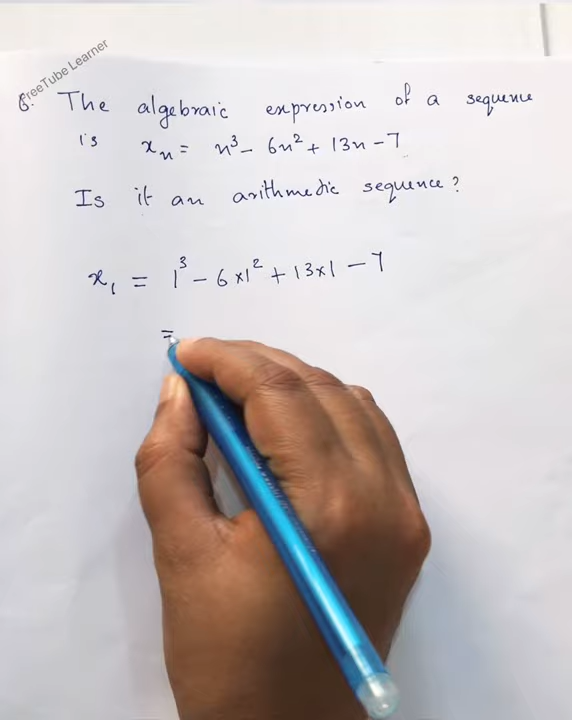 FreeTube Learner
Q. The algebraic expression of a sequence
is xₙ = n³ - 6n² + 13n - 7
Is it an arithmetic sequence?
x₁ = 1³ - 6×1² + 13×1 - 7
=